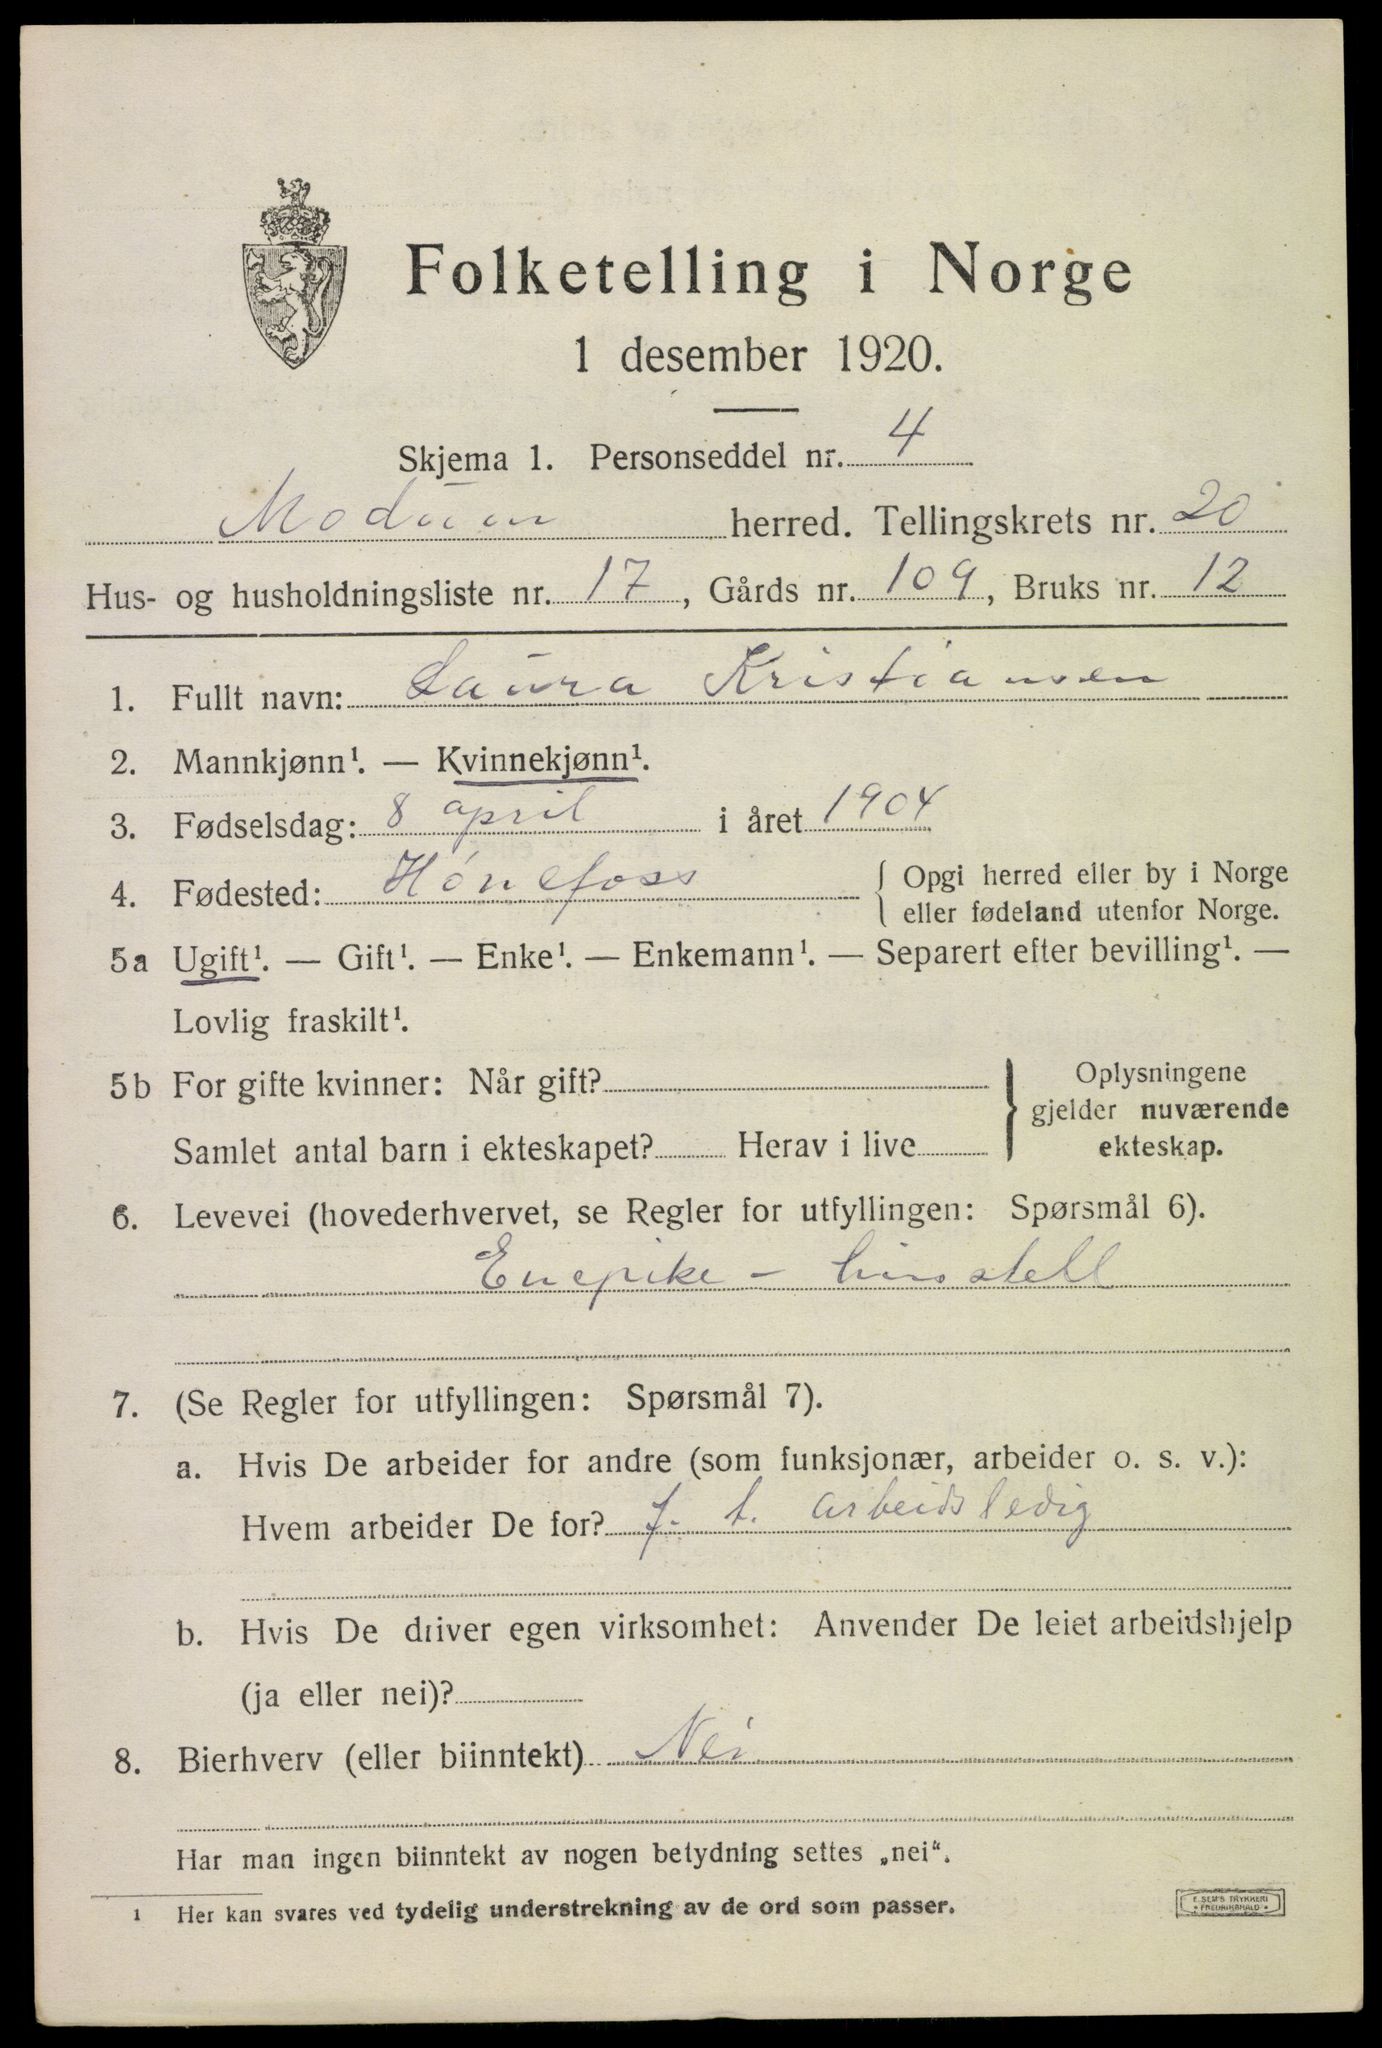 Folketelling i Norge
1 desember 1920.
Skjema 1. Personseddel nr. 4
Modum herred. Tellingskrets nr. 20
Hus- og husholdningsliste nr. 17, Gårds nr. 109, Bruks nr. 12
1. Fullt navn: Laura Kristiansen
2. Mannkjønn¹. — Kvinnekjønn¹.
3. Fødselsdag: 8 april i året 1904
4. Fødested: Hónefoss { Opgi herred eller by i Norge
eller fødeland utenfor Norge.
5a Ugift¹. — Gift¹. — Enke¹. — Enkemann¹. — Separert efter bevilling¹. —
Lovlig fraskilt¹.
5b For gifte kvinner: Når gift?
Samlet antal barn i ekteskapet? Herav i live
} Oplysningene
gjelder nuværende
ekteskap.
6. Levevei (hovederhvervet, se Regler for utfyllingen: Spørsmål 6).
Enepike - husstell
7. (Se Regler for utfyllingen: Spørsmål 7).
a. Hvis De arbeider for andre (som funksjonær, arbeider o. s. v.):
Hvem arbeider De for? f. t. arbeidsledig
b. Hvis De driver egen virksomhet: Anvender De leiet arbeidshjelp
(ja eller nei)?
8. Bierhverv (eller biinntekt) Nei
Har man ingen biinntekt av nogen betydning settes „nei“.
1 Her kan svares ved tydelig understrekning av de ord som passer.
E. SEM'S TRYKKERI
★ FREDRIKSHALD ★